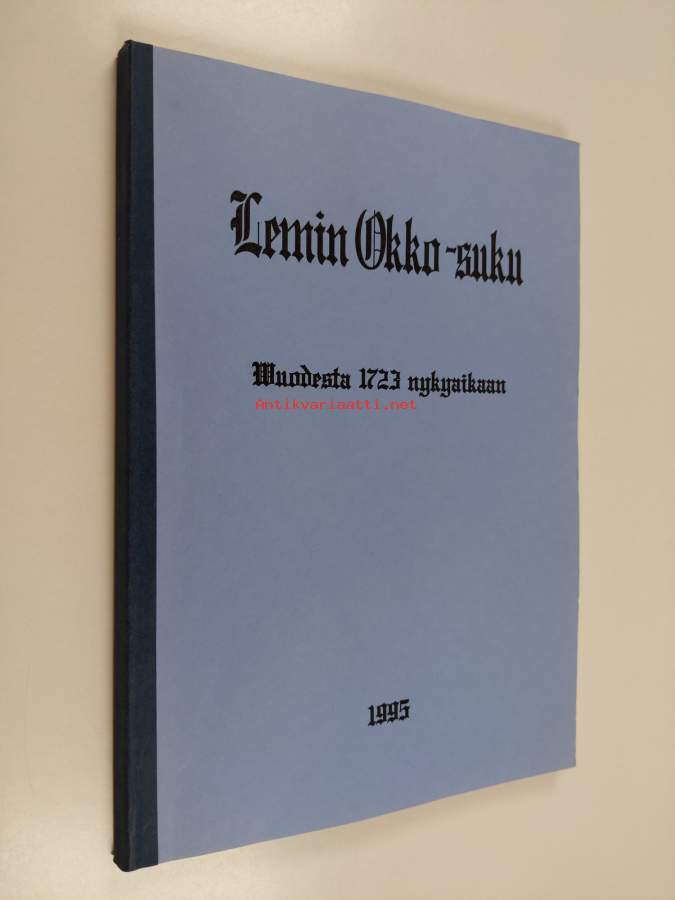 Lemin Okko-suku
Wuodesta 1723 nykyaikaan
Antikvariaatti.net
1995